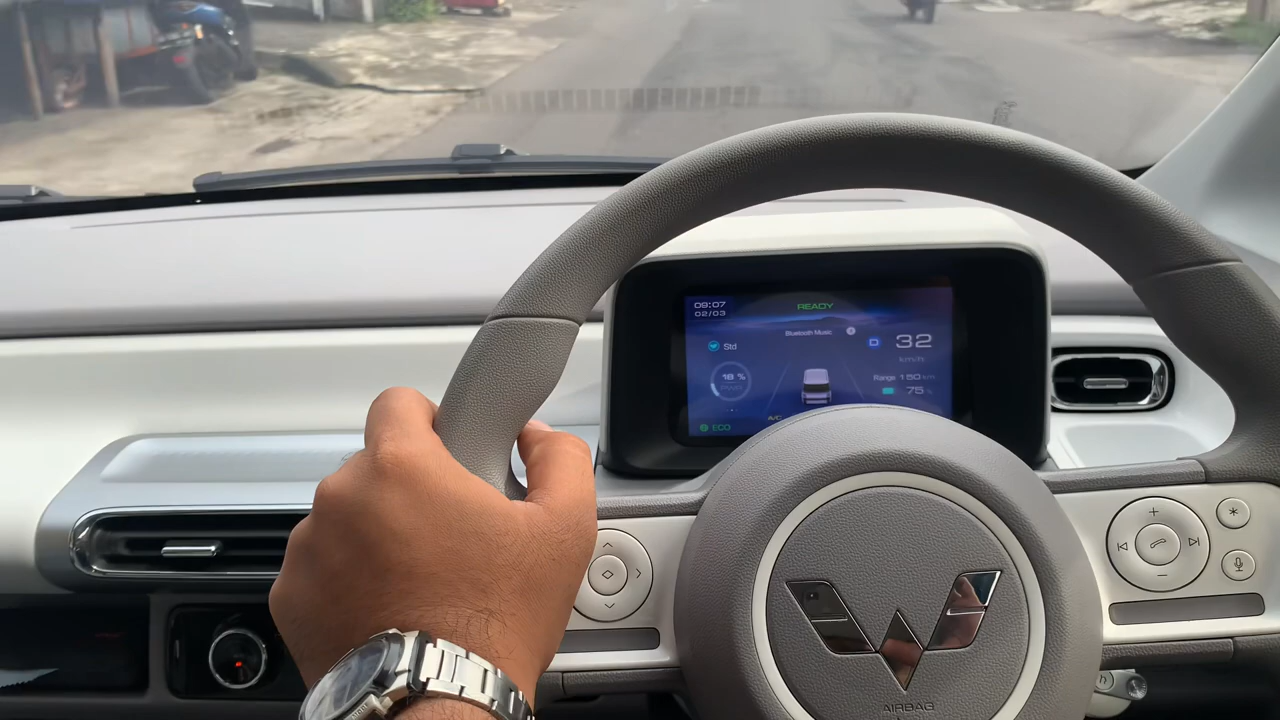 09:07
02/03
READY
Bluetooth Music
Std
D
32
km/h
18 %
Range 150 km
75 %
ECO
AIRBAG